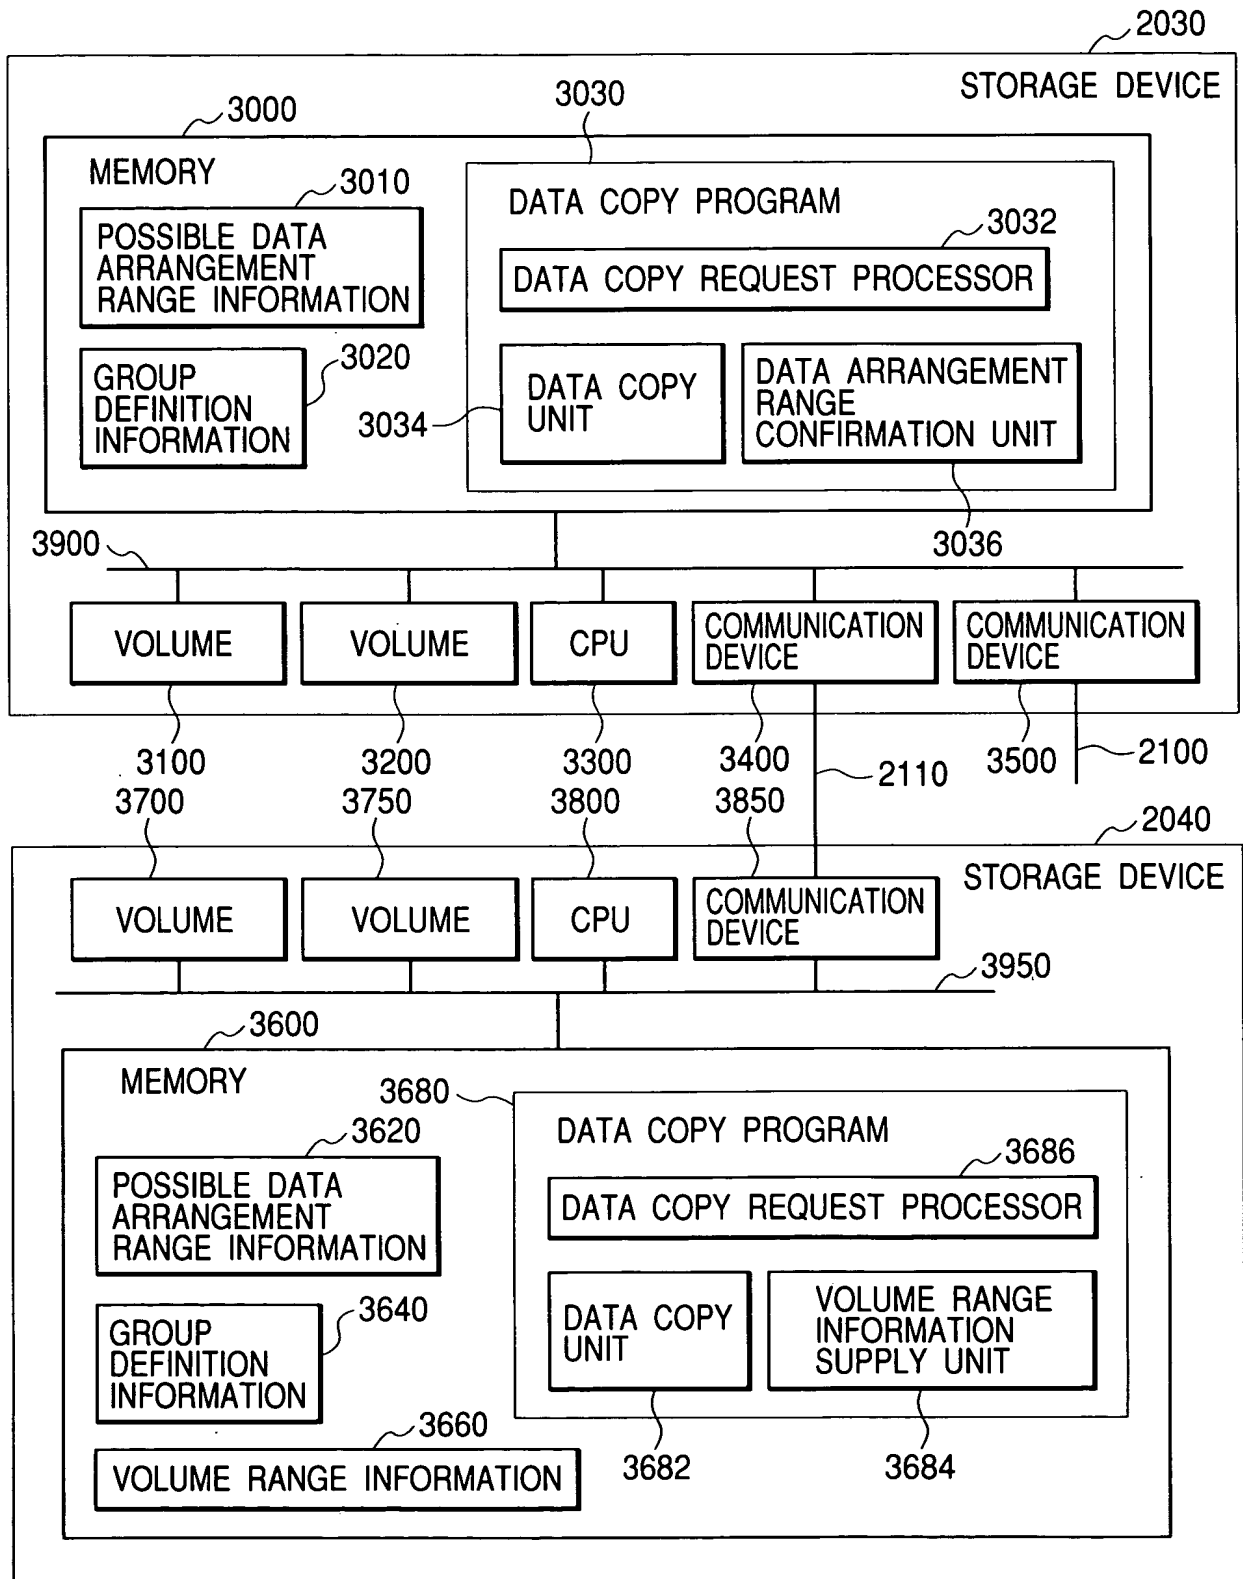 2030
STORAGE DEVICE
3000
3030
MEMORY
3010
POSSIBLE DATA
ARRANGEMENT
RANGE INFORMATION
DATA COPY PROGRAM
3032
DATA COPY REQUEST PROCESSOR
3020
GROUP
DEFINITION
INFORMATION
3034
DATA COPY
UNIT
DATA ARRANGEMENT
RANGE
CONFIRMATION UNIT
3036
3900
VOLUME
VOLUME
CPU
COMMUNICATION
DEVICE
COMMUNICATION
DEVICE
3100
3200
3300
3400
2110
3500
2100
3700
3750
3800
3850
2040
STORAGE DEVICE
VOLUME
VOLUME
CPU
COMMUNICATION
DEVICE
3950
3600
MEMORY
3680
3620
POSSIBLE DATA
ARRANGEMENT
RANGE INFORMATION
DATA COPY PROGRAM
3686
DATA COPY REQUEST PROCESSOR
3640
GROUP
DEFINITION
INFORMATION
DATA COPY
UNIT
VOLUME RANGE
INFORMATION
SUPPLY UNIT
3660
VOLUME RANGE INFORMATION
3682
3684